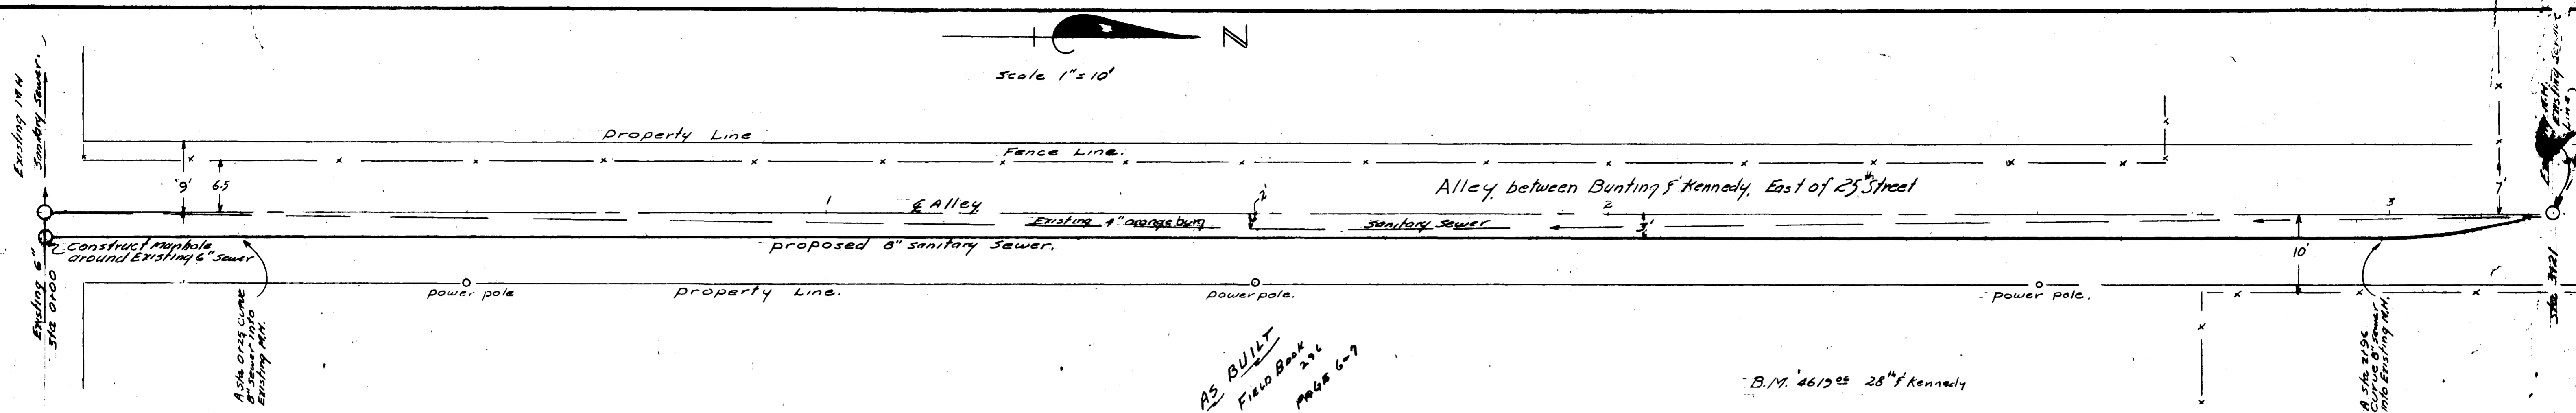 N
Scale 1"=10'
Existing M.H
Sanitary Sewer.
Property Line
Fence Line.
9'
6.5
Alley between Bunting & Kennedy, East of 25th Street
7'
1
℄ Alley
2'
2
3
Existing 4" orangeburg
sanitary sewer
3'
10'
Construct manhole
around Existing 6" sewer
proposed 8" sanitary sewer.
Existing 6"
Sta 0+00
power pole
property Line.
power pole.
power pole.
Sta 3+21
A Sta 0+25 curve
8" sewer into
Existing M.H.
A Sta 2+96
Curve 8" sewer
into Existing M.H.
AS BUILT
FIELD BOOK
296
PAGE 6-7
B.M. 4619.06 28th & Kennedy
Existing Service
Line